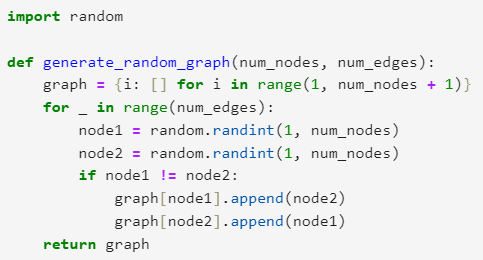 import random

def generate_random_graph(num_nodes, num_edges):
    graph = {i: [] for i in range(1, num_nodes + 1)}
    for _ in range(num_edges):
        node1 = random.randint(1, num_nodes)
        node2 = random.randint(1, num_nodes)
        if node1 != node2:
            graph[node1].append(node2)
            graph[node2].append(node1)
    return graph